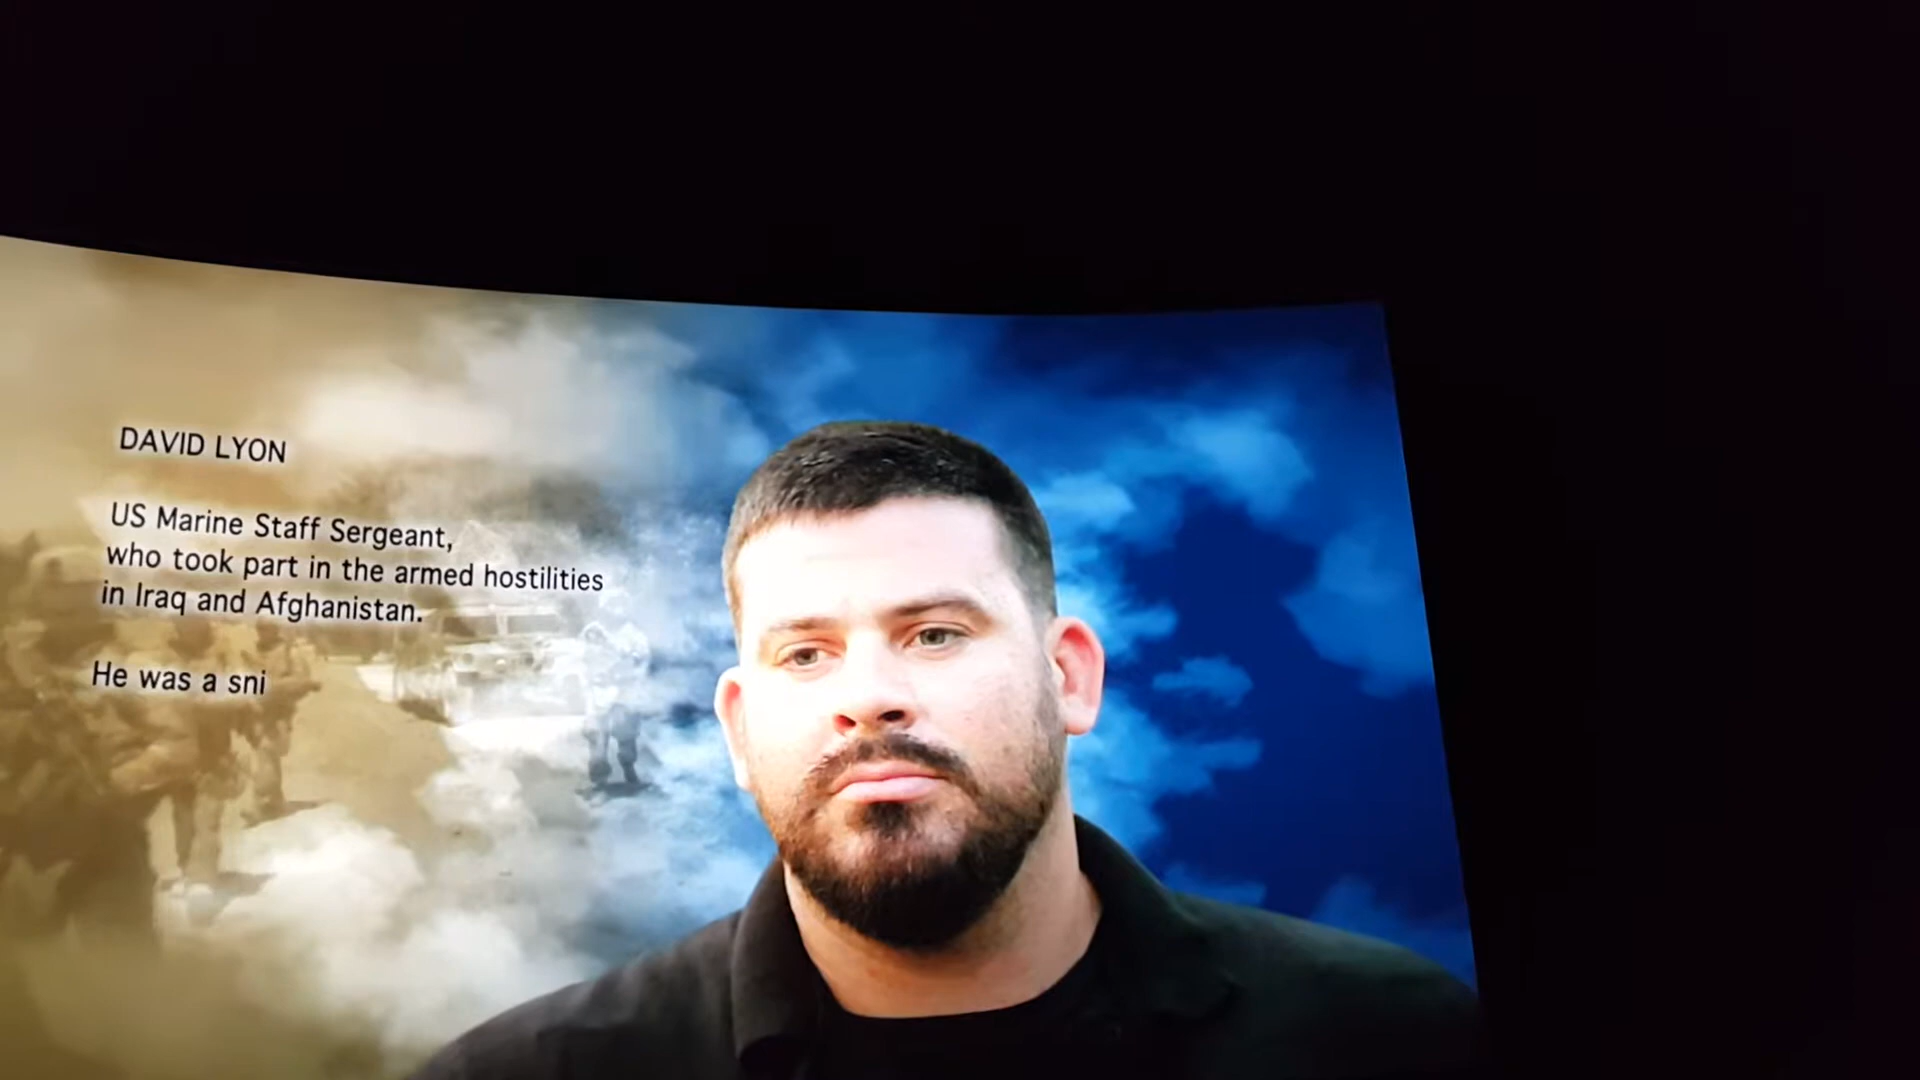 DAVID LYON
US Marine Staff Sergeant,
who took part in the armed hostilities
in Iraq and Afghanistan.
He was a sni